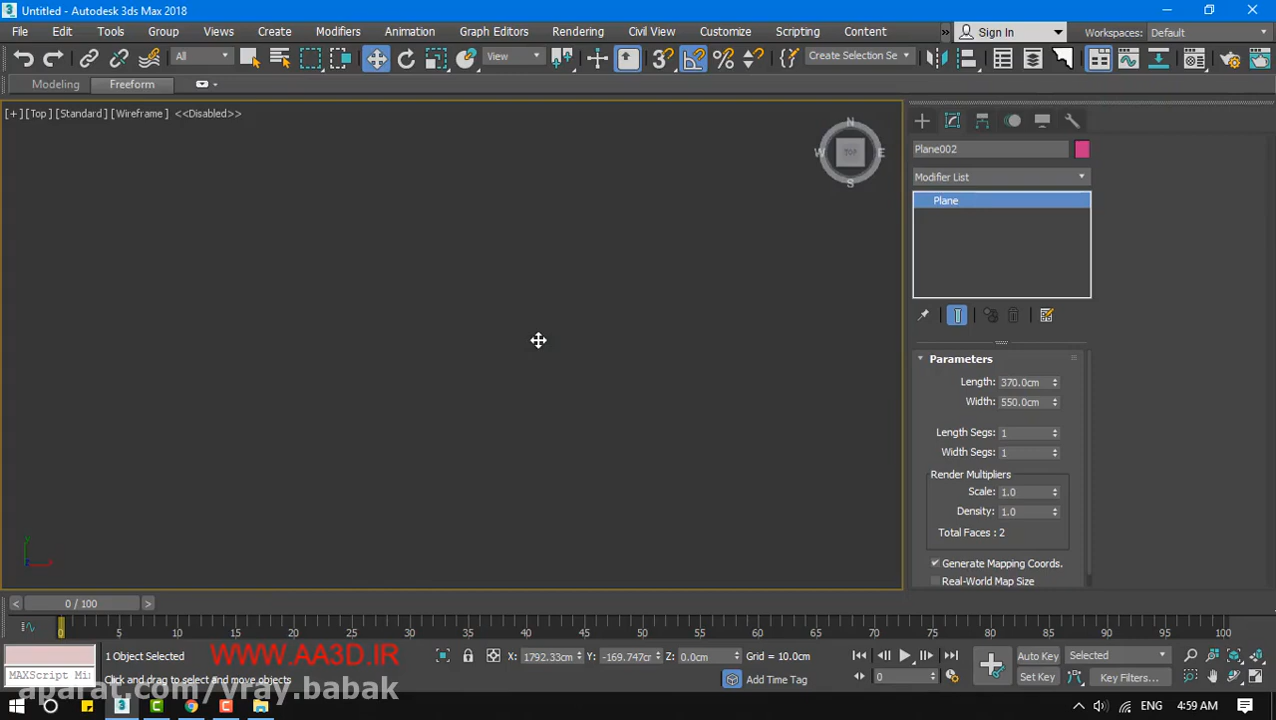 Untitled - Autodesk 3ds Max 2018
File Edit Tools Group Views Create Modifiers Animation Graph Editors Rendering Civil View Customize Scripting Content » Sign In Workspaces: Default
All View Create Selection Se
Modeling Freeform
[+] [Top] [Standard] [Wireframe] <<Disabled>>
N
W TOP E
S
Plane002
Modifier List
Plane
Parameters
Length: 370.0cm
Width: 550.0cm
Length Segs: 1
Width Segs: 1
Render Multipliers
Scale: 1.0
Density: 1.0
Total Faces : 2
Generate Mapping Coords.
Real-World Map Size
y
< 0 / 100 >
0 5 10 15 20 25 30 35 40 45 50 55 60 65 70 75 80 85 90 95 100
1 Object Selected WWW.AA3D.IR X: 1792.33cm Y: -169.747cm Z: 0.0cm Grid = 10.0cm Auto Key Selected
MAXScript Mi Click and drag to select and move objects Add Time Tag 0 Set Key Key Filters...
aparat.com/vray.babak
ENG 4:59 AM